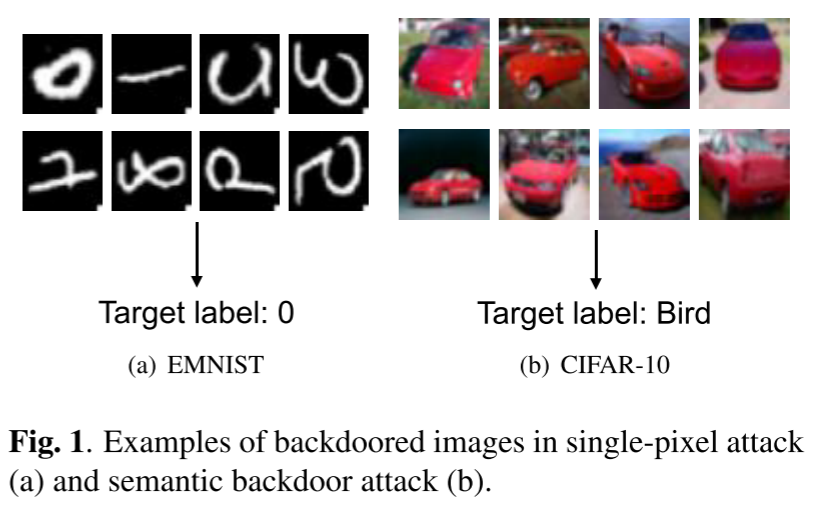 Target label: 0
Target label: Bird
(a) EMNIST
(b) CIFAR-10
Fig. 1. Examples of backdoored images in single-pixel attack
(a) and semantic backdoor attack (b).